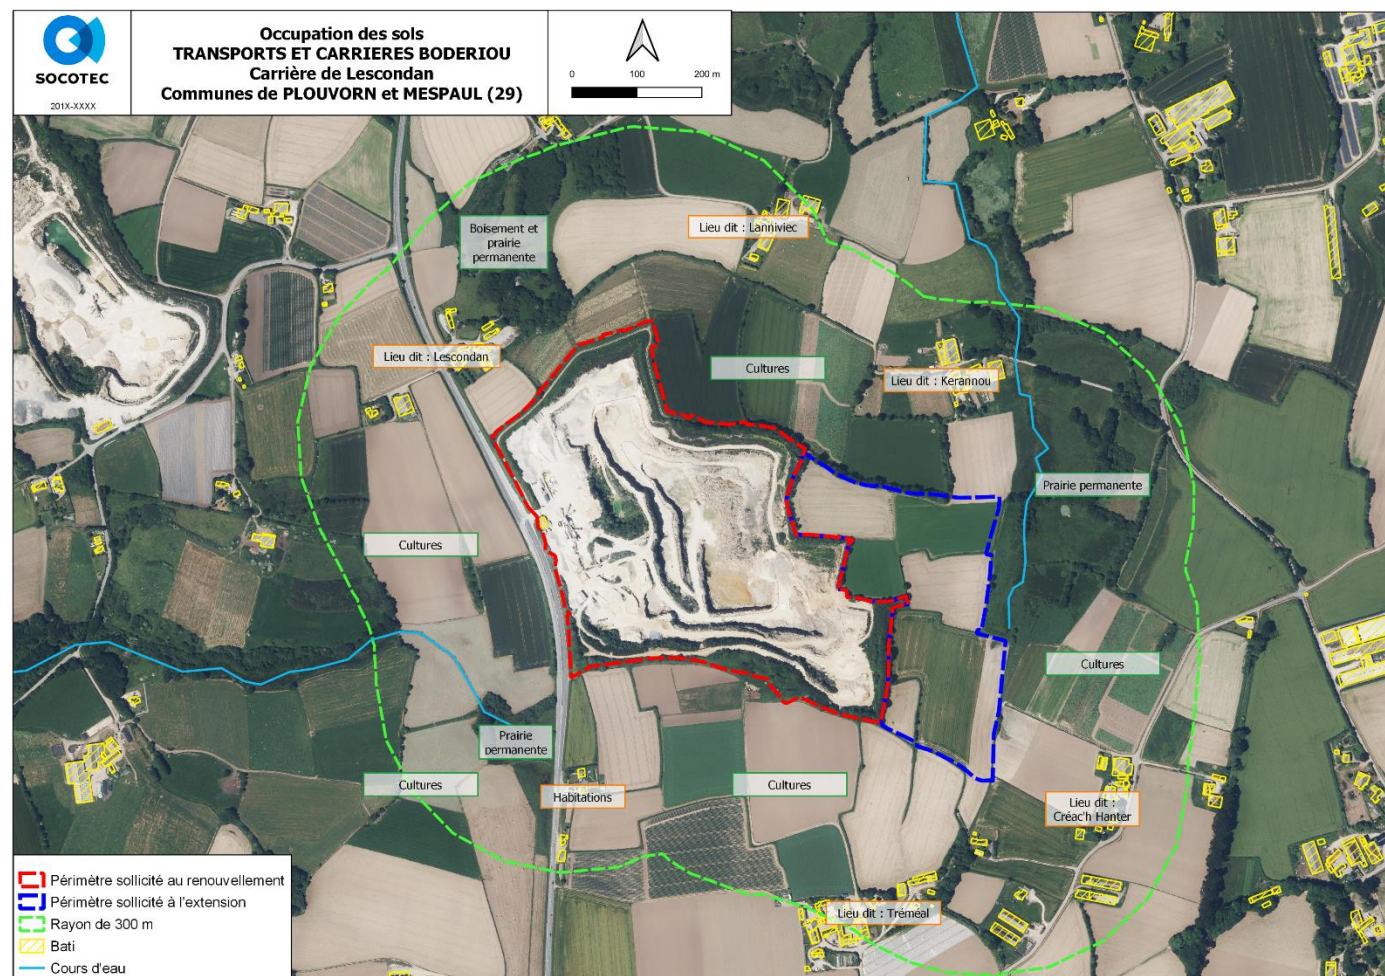 SOCOTEC
201X-XXXX
Occupation des sols
TRANSPORTS ET CARRIERES BODERIOU
Carrière de Lescondan
Communes de PLOUVORN et MESPAUL (29)
0 100 200 m
Boisement et
prairie
permanente
Lieu dit : Lanniviec
Lieu dit : Lescondan
Cultures
Lieu dit : Kerannou
Prairie permanente
Cultures
Cultures
Prairie
permanente
Cultures
Habitations
Cultures
Lieu dit :
Créac'h Hanter
Lieu dit : Tréméal
Périmètre sollicité au renouvellement
Périmètre sollicité à l'extension
Rayon de 300 m
Bati
Cours d'eau